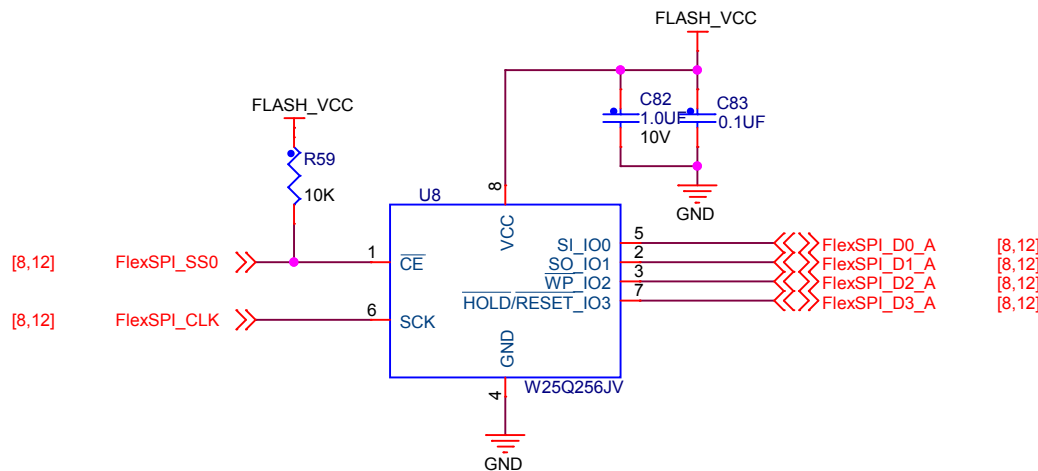 FLASH_VCC
C82
1.0UF
10V
C83
0.1UF
FLASH_VCC
R59
10K
GND
U8
8
VCC
[8,12] FlexSPI_SS0 1 CE
[8,12] FlexSPI_CLK 6 SCK
SI_IO0 5 FlexSPI_D0_A [8,12]
SO_IO1 2 FlexSPI_D1_A [8,12]
WP_IO2 3 FlexSPI_D2_A [8,12]
HOLD/RESET_IO3 7 FlexSPI_D3_A [8,12]
GND
4
W25Q256JV
GND